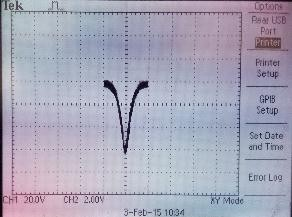 Tek
Options
Rear USB
Port
Printer
Printer
Setup
GPIB
Setup
Set Date
and Time
Error Log
CH1 20.0V CH2 2.00V XY Mode
3-Feb-15 10:34